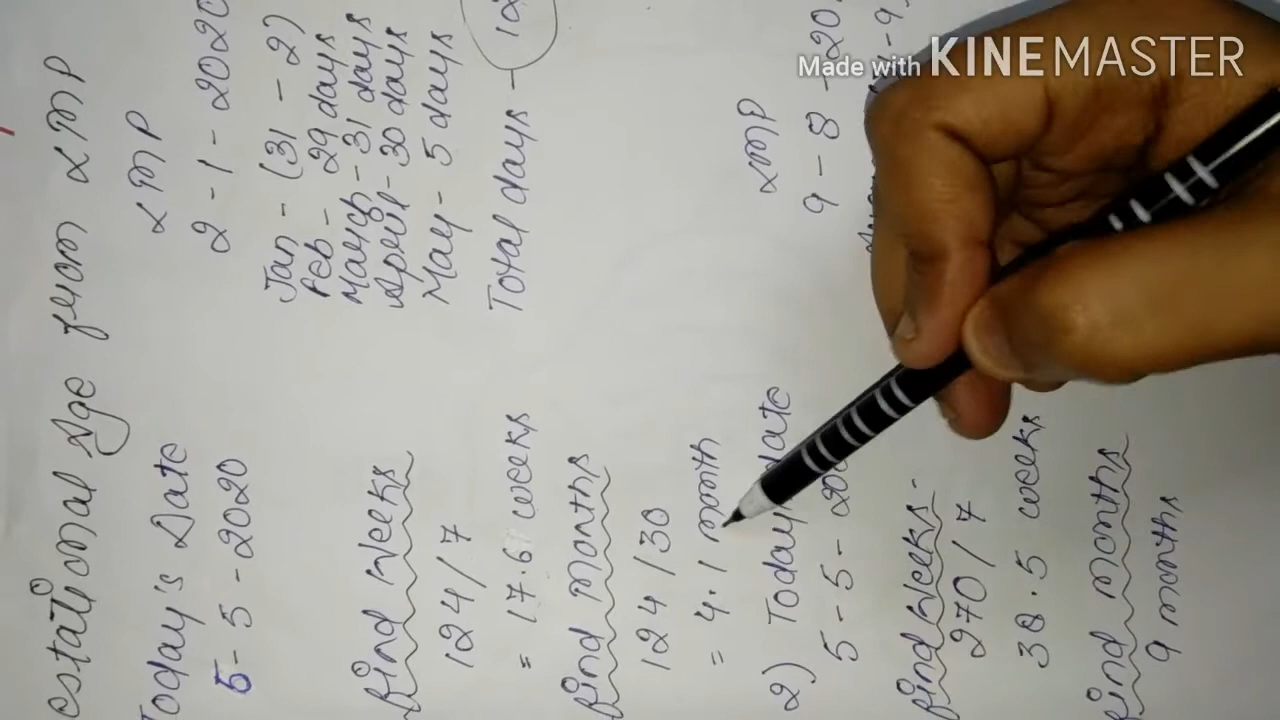 Made with KINEMASTER
estational Age from LMP
Today's Date LMP
5-5-2020 2-1-2020
Jan - (31 - 2)
Feb - 29 days
March - 31 days
April - 30 days
May - 5 days
Total days -
find weeks
124/7
= 17.6 weeks
find months
124/30
= 4.1 month
2) Today Date LMP
5-5-20 9-8-20
find weeks -
270/7
38.5 weeks
find months
9 months